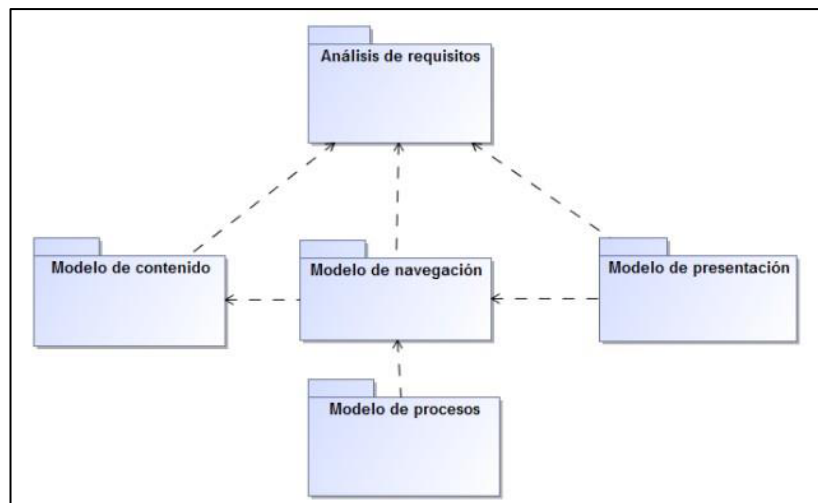 Análisis de requisitos
Modelo de contenido
Modelo de navegación
Modelo de presentación
Modelo de procesos